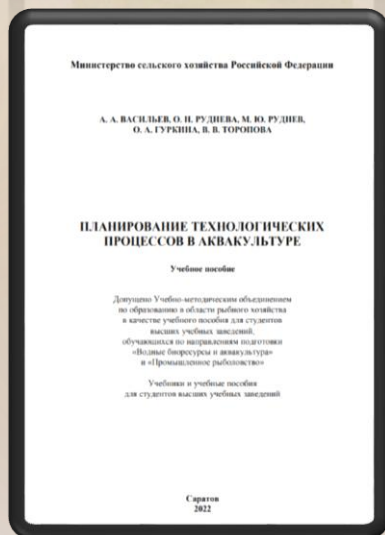 Министерство сельского хозяйства Российской Федерации
А. А. ВАСИЛЬЕВ, О. Н. РУДНЕВА, М. Ю. РУДНЕВ,
О. А. ГУРКИНА, В. В. ТОРОПОВА
ПЛАНИРОВАНИЕ ТЕХНОЛОГИЧЕСКИХ
ПРОЦЕССОВ В АКВАКУЛЬТУРЕ
Учебное пособие
Допущено Учебно-методическим объединением
по образованию в области рыбного хозяйства
в качестве учебного пособия для студентов
высших учебных заведений,
обучающихся по направлениям подготовки
«Водные биоресурсы и аквакультура»
и «Промышленное рыболовство»
Учебники и учебные пособия
для студентов высших учебных заведений
Саратов
2022